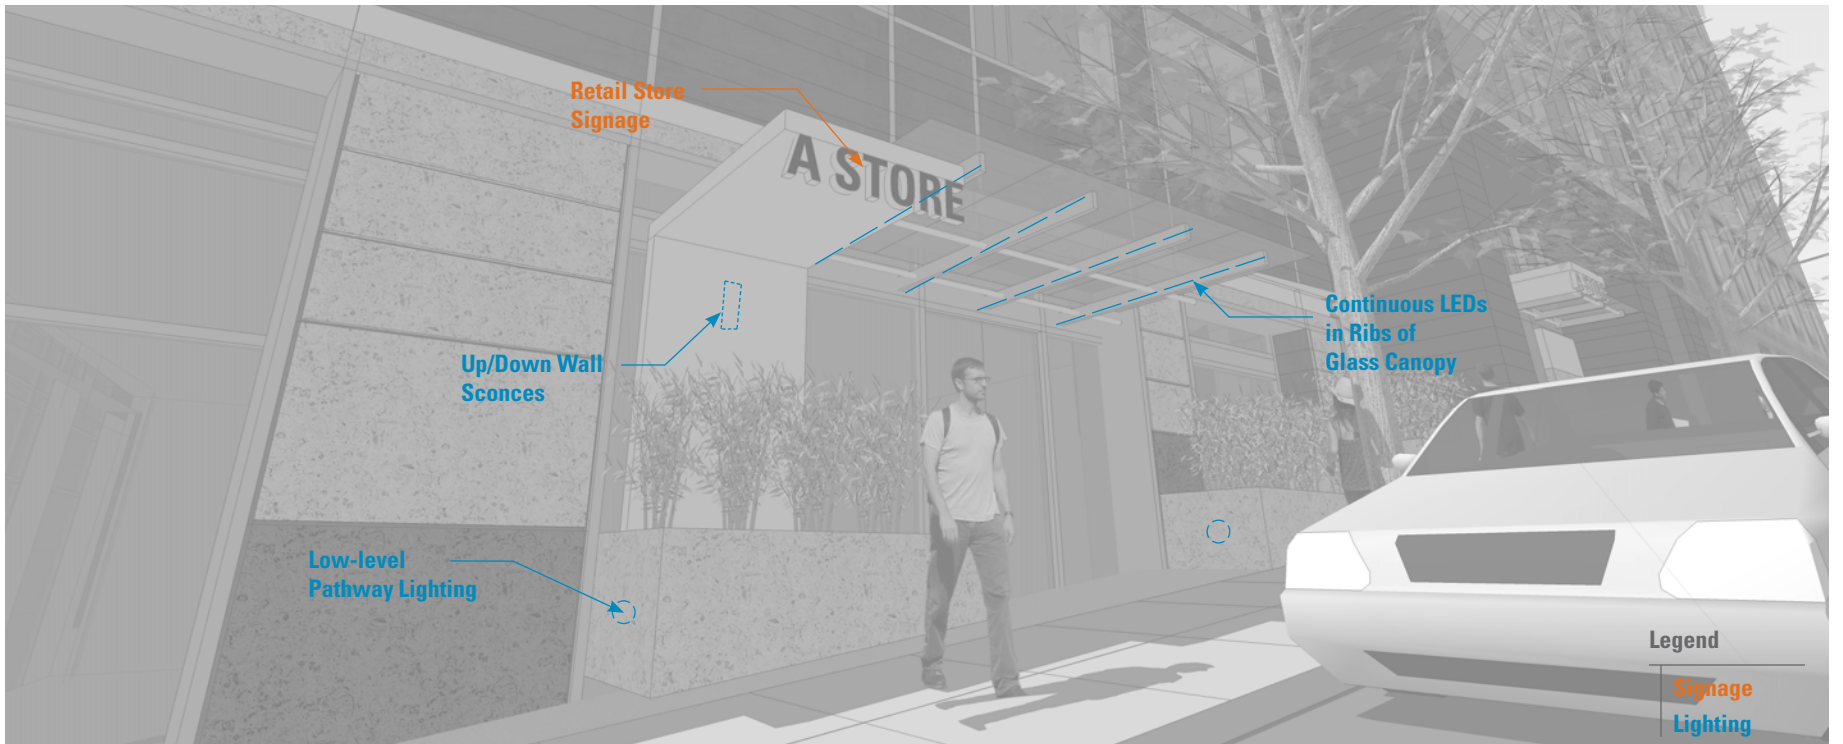 Retail Store
Signage
A STORE
Continuous LEDs
in Ribs of
Glass Canopy
Up/Down Wall
Sconces
Low-level
Pathway Lighting
Legend
Signage
Lighting